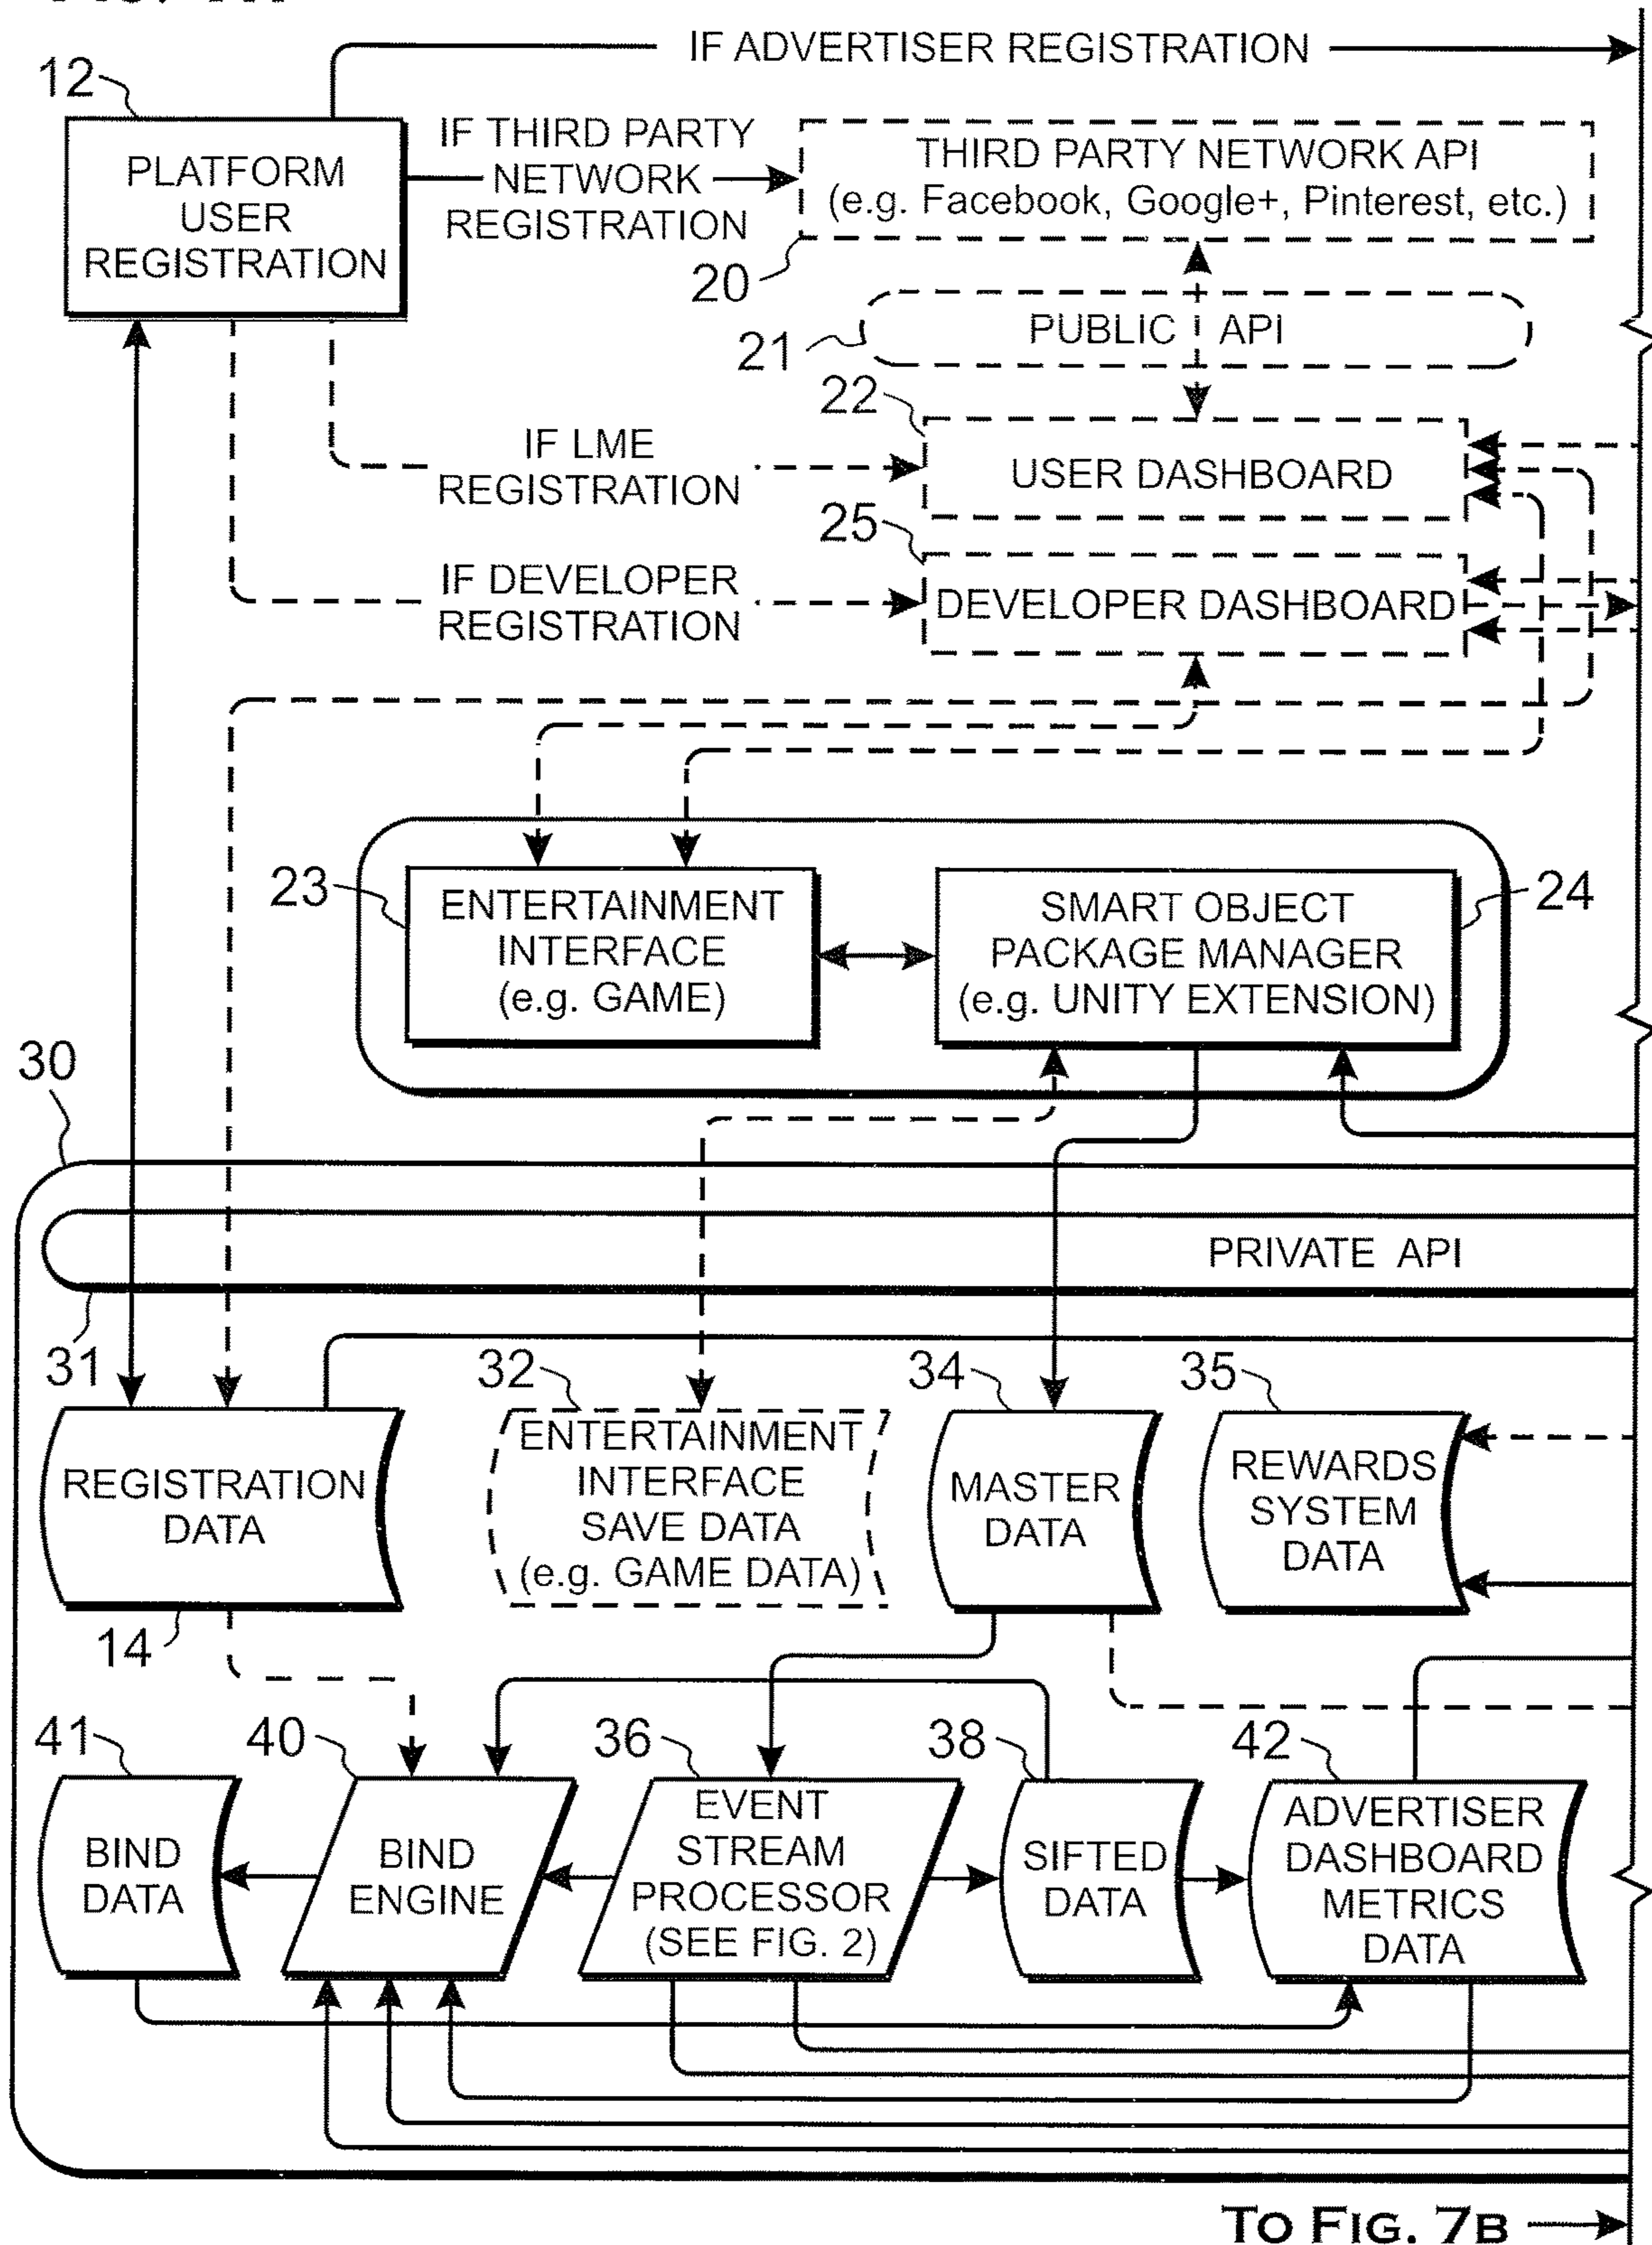 IF ADVERTISER REGISTRATION
12
PLATFORM
USER
REGISTRATION
IF THIRD PARTY
NETWORK
REGISTRATION
THIRD PARTY NETWORK API
(e.g. Facebook, Google+, Pinterest, etc.)
20
PUBLIC API
21
22
IF LME
REGISTRATION
USER DASHBOARD
25
IF DEVELOPER
REGISTRATION
DEVELOPER DASHBOARD
23
ENTERTAINMENT
INTERFACE
(e.g. GAME)
SMART OBJECT
PACKAGE MANAGER
(e.g. UNITY EXTENSION)
24
30
PRIVATE API
31
32
34
35
REGISTRATION
DATA
ENTERTAINMENT
INTERFACE
SAVE DATA
(e.g. GAME DATA)
MASTER
DATA
REWARDS
SYSTEM
DATA
14
41
40
36
38
42
BIND
DATA
BIND
ENGINE
EVENT
STREAM
PROCESSOR
(SEE FIG. 2)
SIFTED
DATA
ADVERTISER
DASHBOARD
METRICS
DATA
TO FIG. 7B